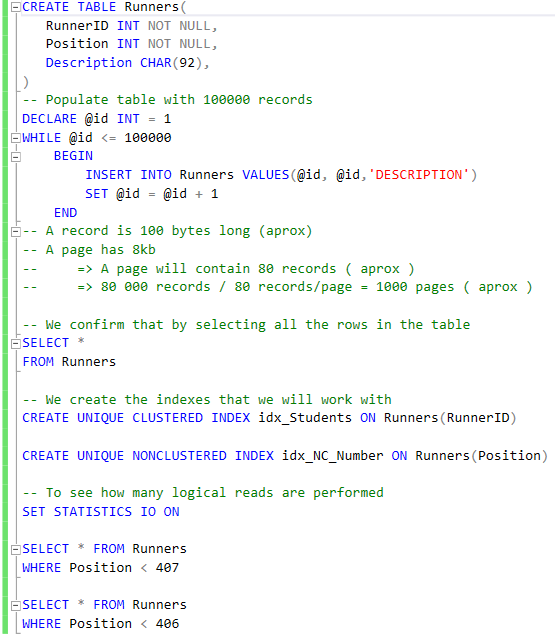 CREATE TABLE Runners(
RunnerID INT NOT NULL,
Position INT NOT NULL,
Description CHAR(92),
)
-- Populate table with 100000 records
DECLARE @id INT = 1
WHILE @id <= 100000
BEGIN
INSERT INTO Runners VALUES(@id, @id,'DESCRIPTION')
SET @id = @id + 1
END
-- A record is 100 bytes long (aprox)
-- A page has 8kb
-- => A page will contain 80 records ( aprox )
-- => 80 000 records / 80 records/page = 1000 pages ( aprox )
-- We confirm that by selecting all the rows in the table
SELECT *
FROM Runners
-- We create the indexes that we will work with
CREATE UNIQUE CLUSTERED INDEX idx_Students ON Runners(RunnerID)
CREATE UNIQUE NONCLUSTERED INDEX idx_NC_Number ON Runners(Position)
-- To see how many logical reads are performed
SET STATISTICS IO ON
SELECT * FROM Runners
WHERE Position < 407
SELECT * FROM Runners
WHERE Position < 406